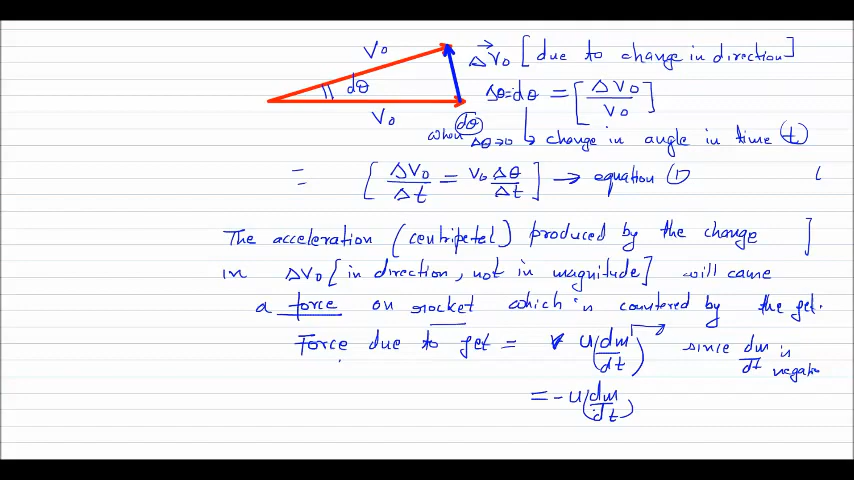 V₀
ΔV₀ [due to change in direction]
dθ
Δθ=dθ = [ΔV₀/V₀]
V₀
when dθ Δθ→0 ↳ change in angle in time (t)
= [ΔV₀/Δt = V₀ Δθ/Δt] → equation ①
The acceleration (centripetal) produced by the change ]
in ΔV₀ [in direction, not in magnitude] will cause
a force on rocket which is countered by the jet.
Force due to jet = u(dm/dt) since dm/dt is negative
= -u(dm/dt)